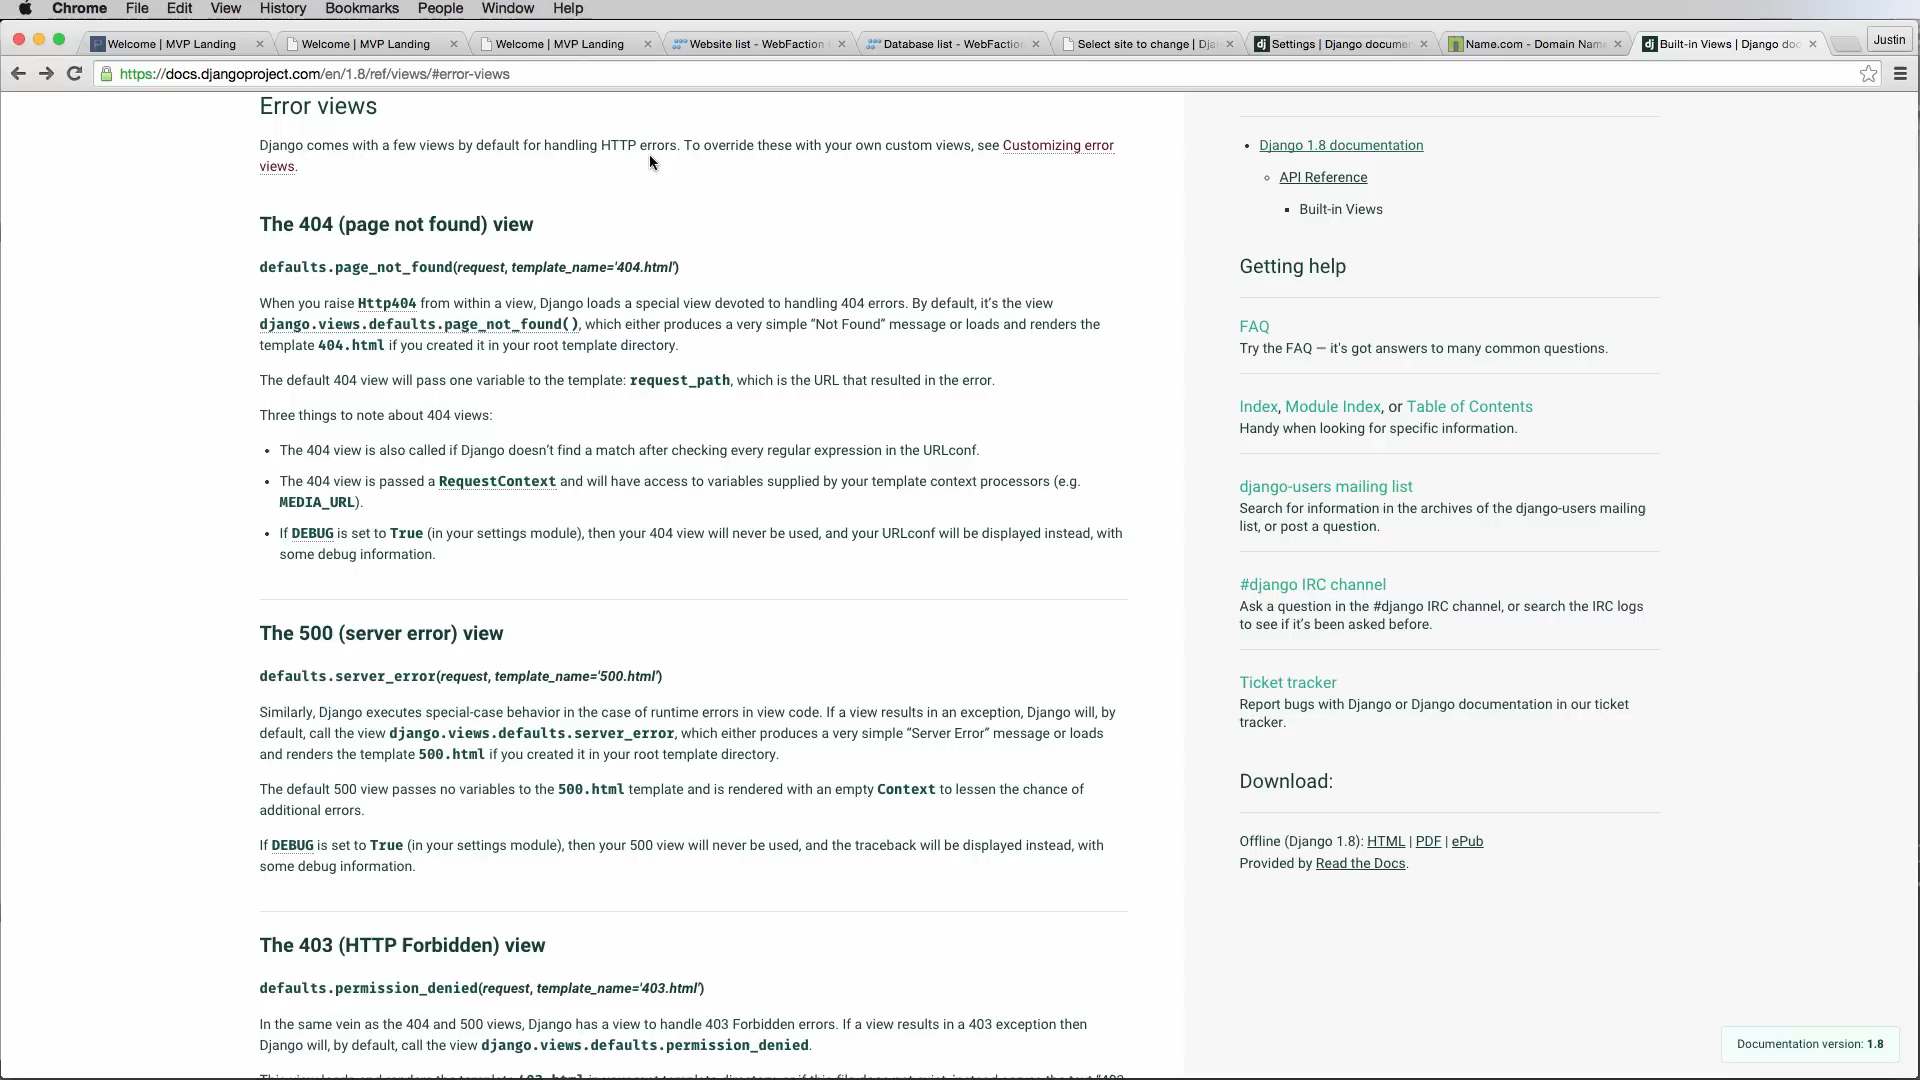 Chrome File Edit View History Bookmarks People Window Help
Welcome | MVP Landing
Welcome | MVP Landing
Welcome | MVP Landing
Website list - WebFaction
Database list - WebFaction
Select site to change | Dja
Settings | Django documen
Name.com - Domain Name
Built-in Views | Django doc
Justin
https://docs.djangoproject.com/en/1.8/ref/views/#error-views
Error views
Django comes with a few views by default for handling HTTP errors. To override these with your own custom views, see Customizing error
views.
The 404 (page not found) view
defaults.page_not_found(request, template_name='404.html')
When you raise Http404 from within a view, Django loads a special view devoted to handling 404 errors. By default, it’s the view
django.views.defaults.page_not_found(), which either produces a very simple “Not Found” message or loads and renders the
template 404.html if you created it in your root template directory.
The default 404 view will pass one variable to the template: request_path, which is the URL that resulted in the error.
Three things to note about 404 views:
• The 404 view is also called if Django doesn’t find a match after checking every regular expression in the URLconf.
• The 404 view is passed a RequestContext and will have access to variables supplied by your template context processors (e.g.
MEDIA_URL).
• If DEBUG is set to True (in your settings module), then your 404 view will never be used, and your URLconf will be displayed instead, with
some debug information.
The 500 (server error) view
defaults.server_error(request, template_name='500.html')
Similarly, Django executes special-case behavior in the case of runtime errors in view code. If a view results in an exception, Django will, by
default, call the view django.views.defaults.server_error, which either produces a very simple “Server Error” message or loads
and renders the template 500.html if you created it in your root template directory.
The default 500 view passes no variables to the 500.html template and is rendered with an empty Context to lessen the chance of
additional errors.
If DEBUG is set to True (in your settings module), then your 500 view will never be used, and the traceback will be displayed instead, with
some debug information.
The 403 (HTTP Forbidden) view
defaults.permission_denied(request, template_name='403.html')
In the same vein as the 404 and 500 views, Django has a view to handle 403 Forbidden errors. If a view results in a 403 exception then
Django will, by default, call the view django.views.defaults.permission_denied.
• Django 1.8 documentation
◦ API Reference
▪ Built-in Views
Getting help
FAQ
Try the FAQ — it's got answers to many common questions.
Index, Module Index, or Table of Contents
Handy when looking for specific information.
django-users mailing list
Search for information in the archives of the django-users mailing
list, or post a question.
#django IRC channel
Ask a question in the #django IRC channel, or search the IRC logs
to see if it’s been asked before.
Ticket tracker
Report bugs with Django or Django documentation in our ticket
tracker.
Download:
Offline (Django 1.8): HTML | PDF | ePub
Provided by Read the Docs.
Documentation version: 1.8